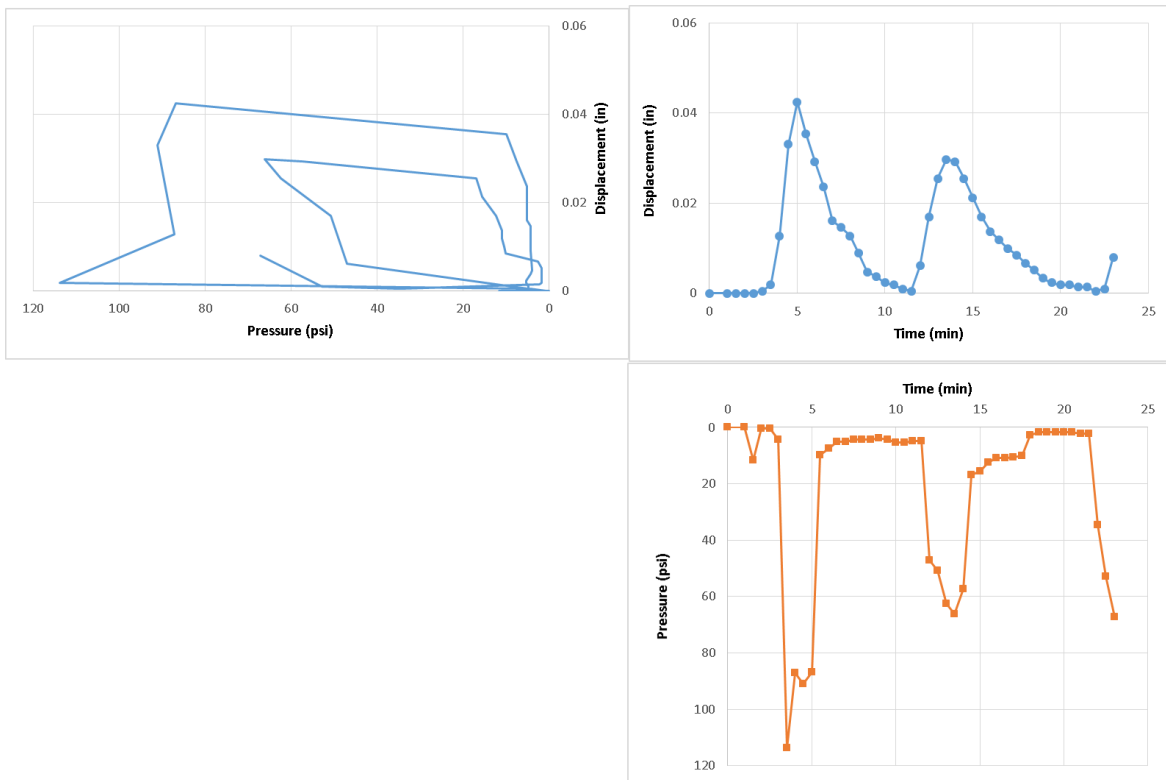 0.06
0.04
0.02
0
Displacement (in)
120 100 80 60 40 20 0
Pressure (psi)
0.06
0.04
0.02
0
Displacement (in)
0 5 10 15 20 25
Time (min)
Time (min)
0 5 10 15 20 25
0
20
40
60
80
100
120
Pressure (psi)